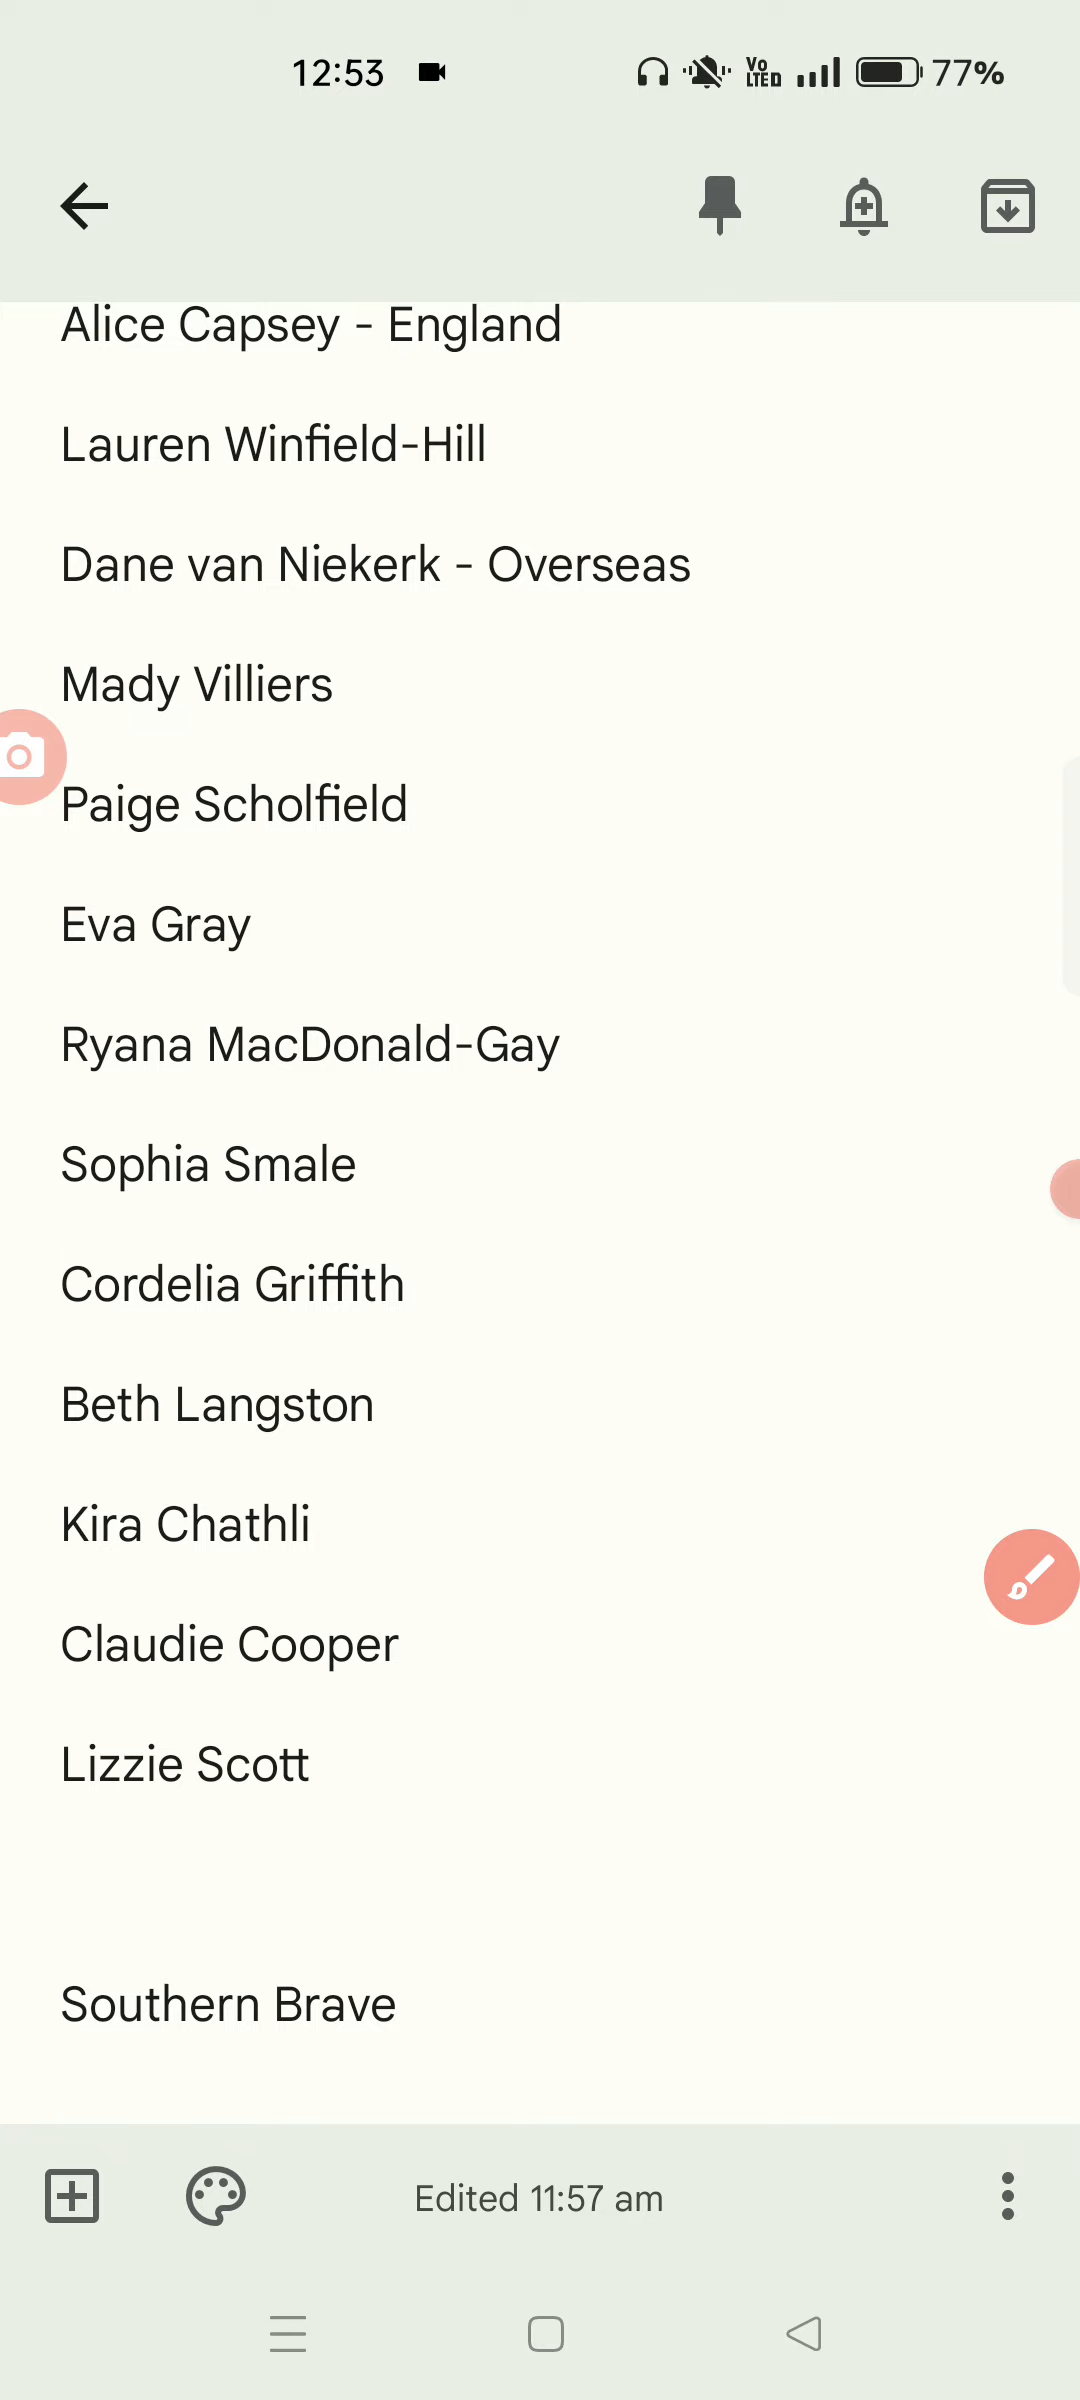 12:53
Vo LTED 77%
Alice Capsey - England
Lauren Winfield-Hill
Dane van Niekerk - Overseas
Mady Villiers
Paige Scholfield
Eva Gray
Ryana MacDonald-Gay
Sophia Smale
Cordelia Griffith
Beth Langston
Kira Chathli
Claudie Cooper
Lizzie Scott
Southern Brave
Edited 11:57 am